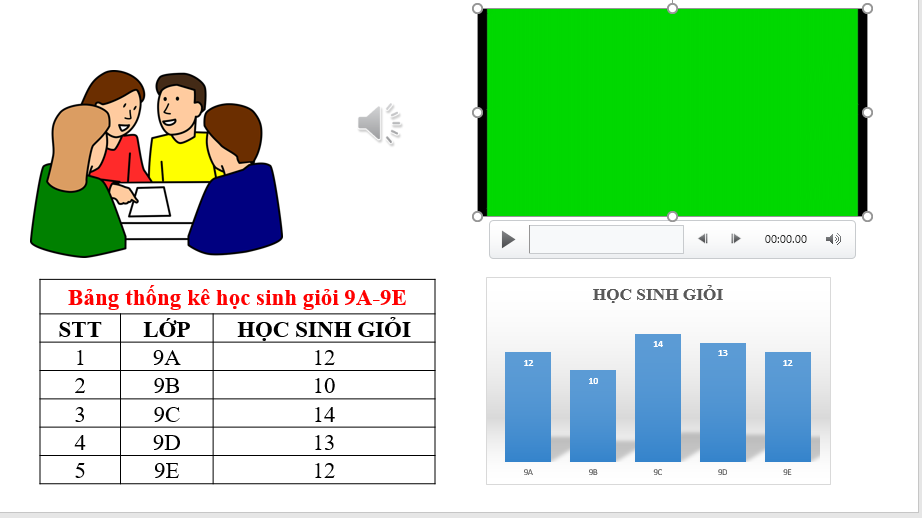 00:00.00
Bảng thống kê học sinh giỏi 9A-9E
STT LỚP HỌC SINH GIỎI
1 9A 12
2 9B 10
3 9C 14
4 9D 13
5 9E 12
HỌC SINH GIỎI
12 10 14 13 12
9A 9B 9C 9D 9E